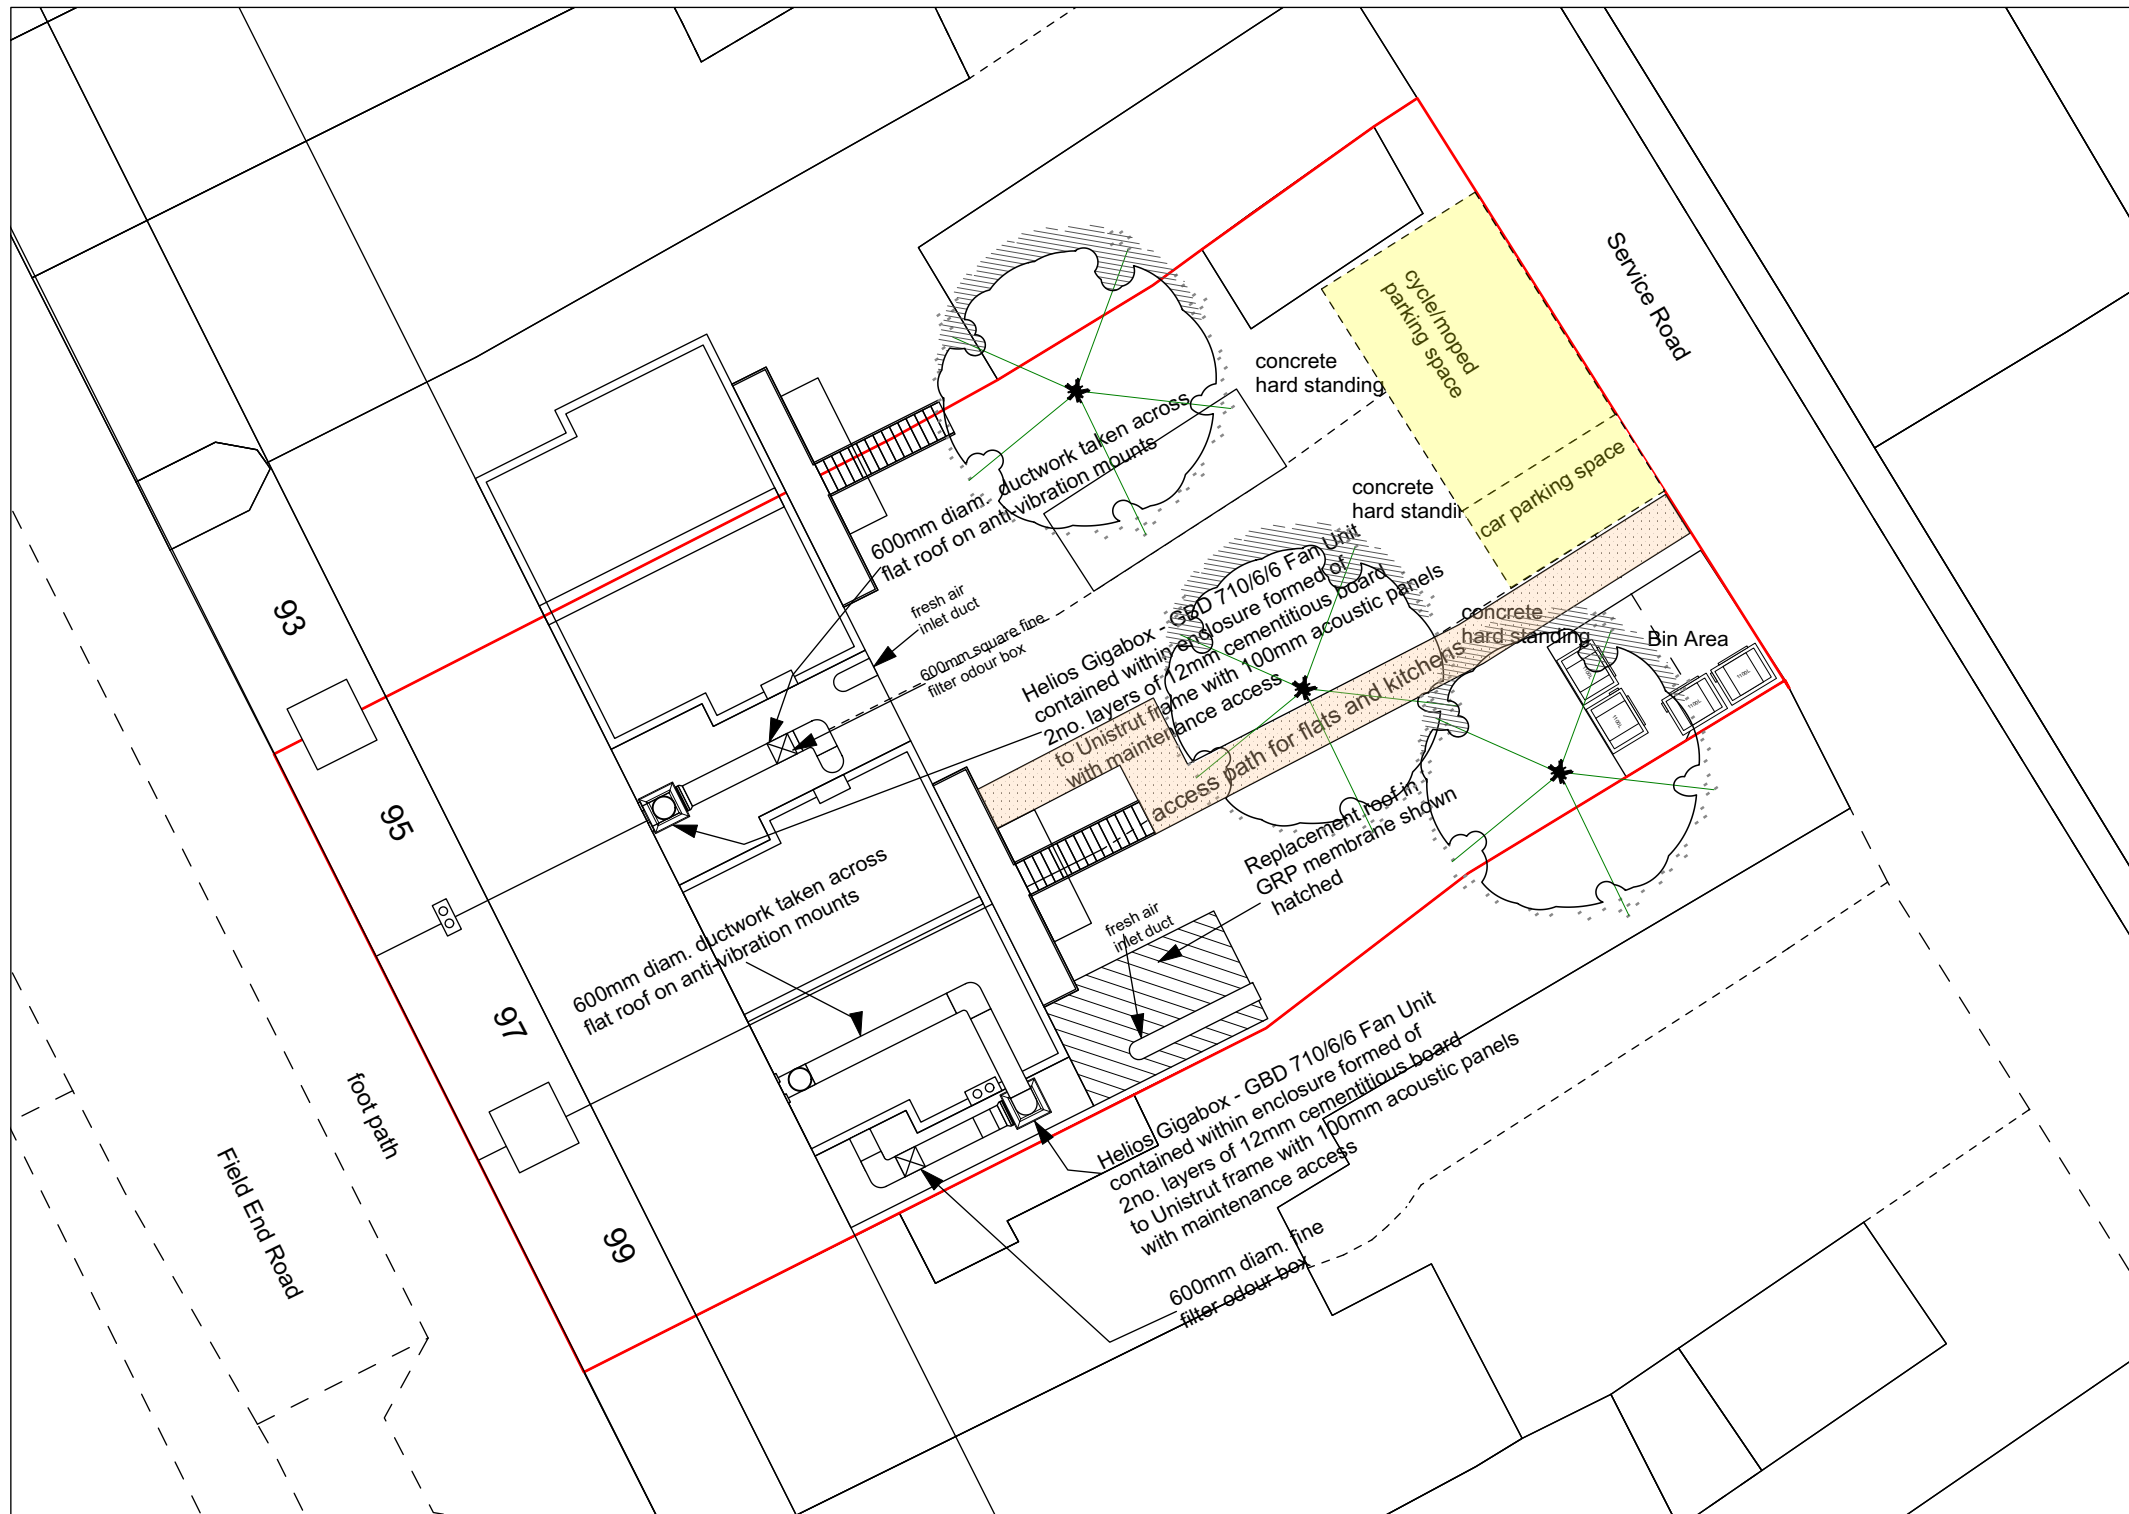 Service Road
cycle/moped
parking space
concrete
hard standing
car parking space
concrete
hard standin
600mm diam. ductwork taken across
flat roof on anti-vibration mounts
fresh air
inlet duct
600mm square fine
filter odour box
Helios Gigabox - GBD 710/6/6 Fan Unit
contained within enclosure formed of
2no. layers of 12mm cementitious board
to Unistrut frame with 100mm acoustic panels
with maintenance access
concrete
hard standing
Bin Area
1100L
1100L
1100L
1100L
access path for flats and kitchens
93
95
97
99
600mm diam. ductwork taken across
flat roof on anti-vibration mounts
Replacement roof in
GRP membrane shown
hatched
fresh air
inlet duct
Helios Gigabox - GBD 710/6/6 Fan Unit
contained within enclosure formed of
2no. layers of 12mm cementitious board
to Unistrut frame with 100mm acoustic panels
with maintenance access
600mm diam. fine
filter odour box
foot path
Field End Road